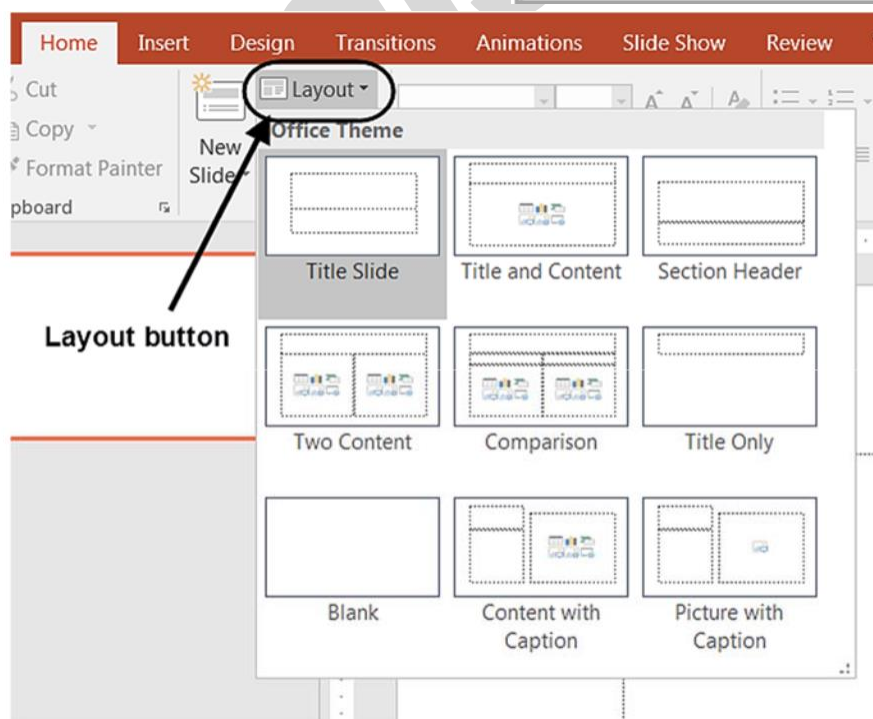 Home Insert Design Transitions Animations Slide Show Review View
Cut
Copy
Format Painter
pboard
New
Slide
Layout
Office Theme
Title Slide
Title and Content
Section Header
Two Content
Comparison
Title Only
Blank
Content with
Caption
Picture with
Caption
Layout button